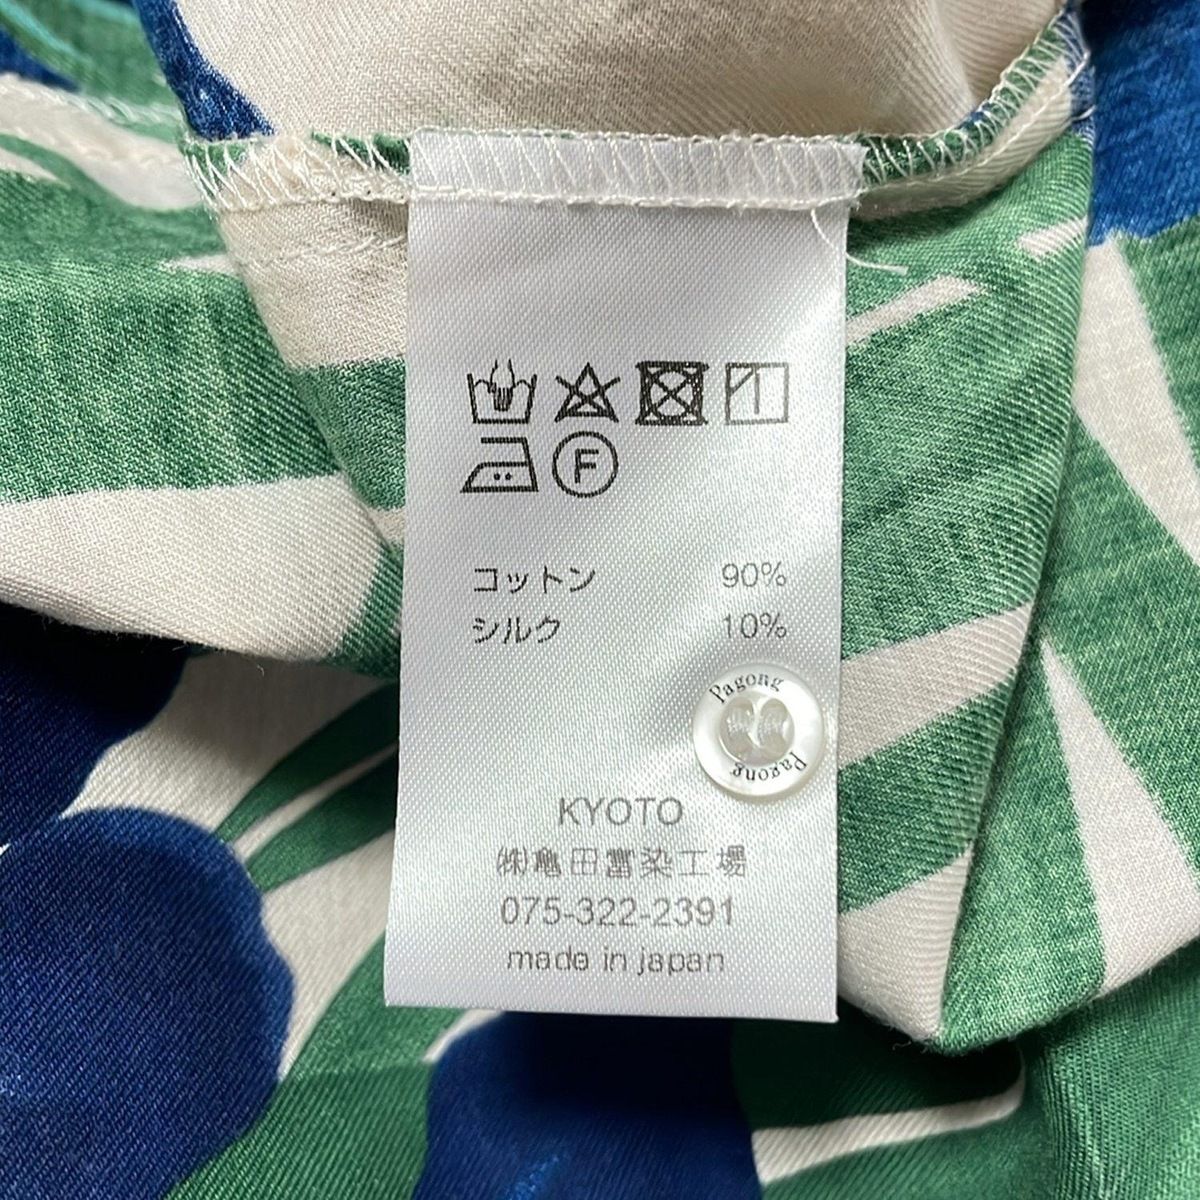 F
コットン 90%
シルク 10%
Pagong
Pagong
KYOTO
㈱亀田富染工場
075-322-2391
made in japan